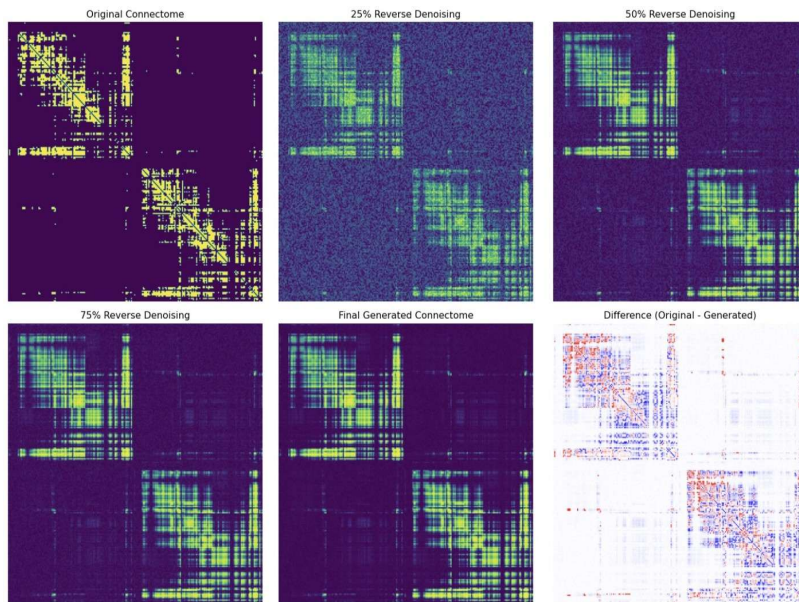 Original Connectome
25% Reverse Denoising
50% Reverse Denoising
75% Reverse Denoising
Final Generated Connectome
Difference (Original - Generated)